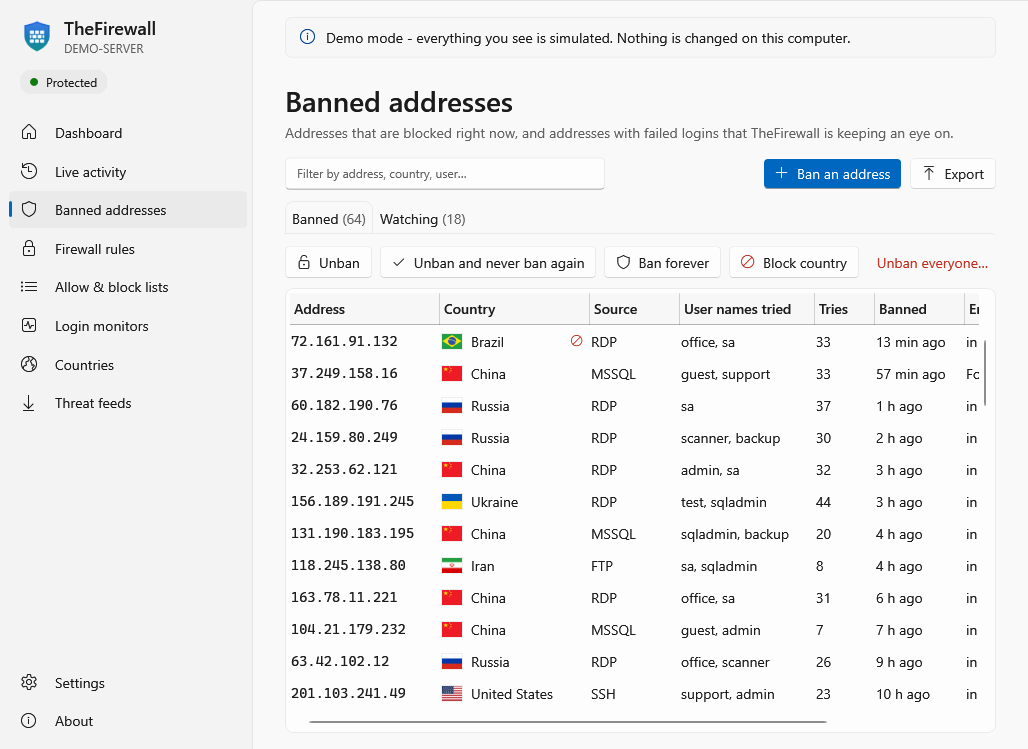 TheFirewall
DEMO-SERVER
Protected
Dashboard
Live activity
Banned addresses
Firewall rules
Allow & block lists
Login monitors
Countries
Threat feeds
Settings
About
Demo mode - everything you see is simulated. Nothing is changed on this computer.
Banned addresses
Addresses that are blocked right now, and addresses with failed logins that TheFirewall is keeping an eye on.
Filter by address, country, user...
Ban an address
Export
Banned (64) Watching (18)
Unban Unban and never ban again Ban forever Block country Unban everyone...
Address Country Source User names tried Tries Banned
72.161.91.132 Brazil RDP office, sa 33 13 min ago in
37.249.158.16 China MSSQL guest, support 33 57 min ago Fo
60.182.190.76 Russia RDP sa 37 1 h ago in
24.159.80.249 Russia RDP scanner, backup 30 2 h ago in
32.253.62.121 China RDP admin, sa 32 3 h ago in
156.189.191.245 Ukraine RDP test, sqladmin 44 3 h ago in
131.190.183.195 China MSSQL sqladmin, backup 20 4 h ago in
118.245.138.80 Iran FTP sa, sqladmin 8 4 h ago in
163.78.11.221 China RDP office, sa 31 6 h ago in
104.21.179.232 China MSSQL guest, admin 7 7 h ago in
63.42.102.12 Russia RDP office, scanner 26 9 h ago in
201.103.241.49 United States SSH support, admin 23 10 h ago in